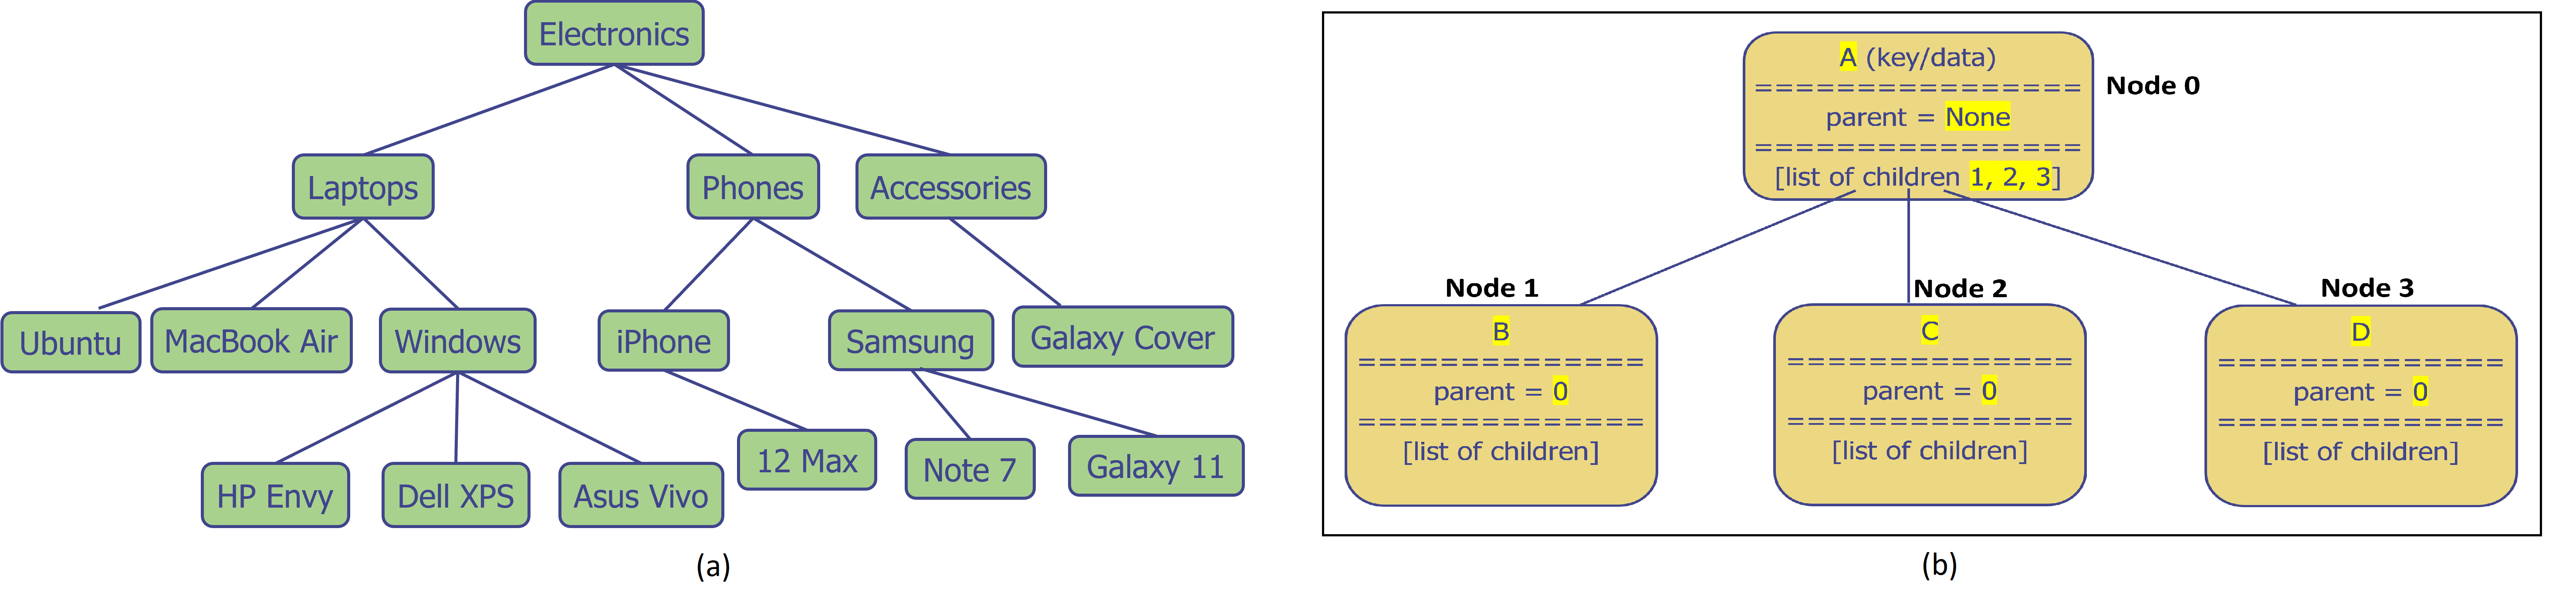 Electronics
Laptops
Phones
Accessories
Ubuntu
MacBook Air
Windows
iPhone
Samsung
Galaxy Cover
HP Envy
Dell XPS
Asus Vivo
12 Max
Note 7
Galaxy 11
(a)
A (key/data)
================
parent = None
================
[list of children 1, 2, 3]
Node 0
Node 1
B
==============
parent = 0
==============
[list of children]
Node 2
C
==============
parent = 0
==============
[list of children]
Node 3
D
==============
parent = 0
==============
[list of children]
(b)